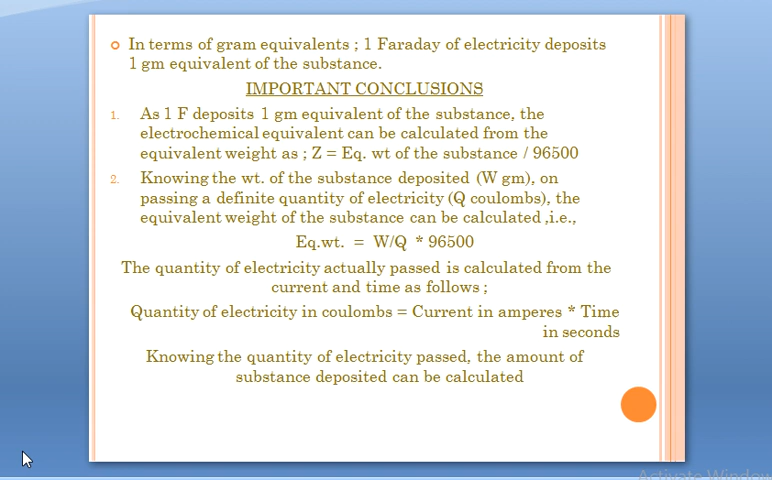 In terms of gram equivalents ; 1 Faraday of electricity deposits
1 gm equivalent of the substance.
IMPORTANT CONCLUSIONS
1. As 1 F deposits 1 gm equivalent of the substance, the
electrochemical equivalent can be calculated from the
equivalent weight as ; Z = Eq. wt of the substance / 96500
2. Knowing the wt. of the substance deposited (W gm), on
passing a definite quantity of electricity (Q coulombs), the
equivalent weight of the substance can be calculated ,i.e.,
Eq.wt. = W/Q * 96500
The quantity of electricity actually passed is calculated from the
current and time as follows ;
Quantity of electricity in coulombs = Current in amperes * Time
in seconds
Knowing the quantity of electricity passed, the amount of
substance deposited can be calculated
Activate Window